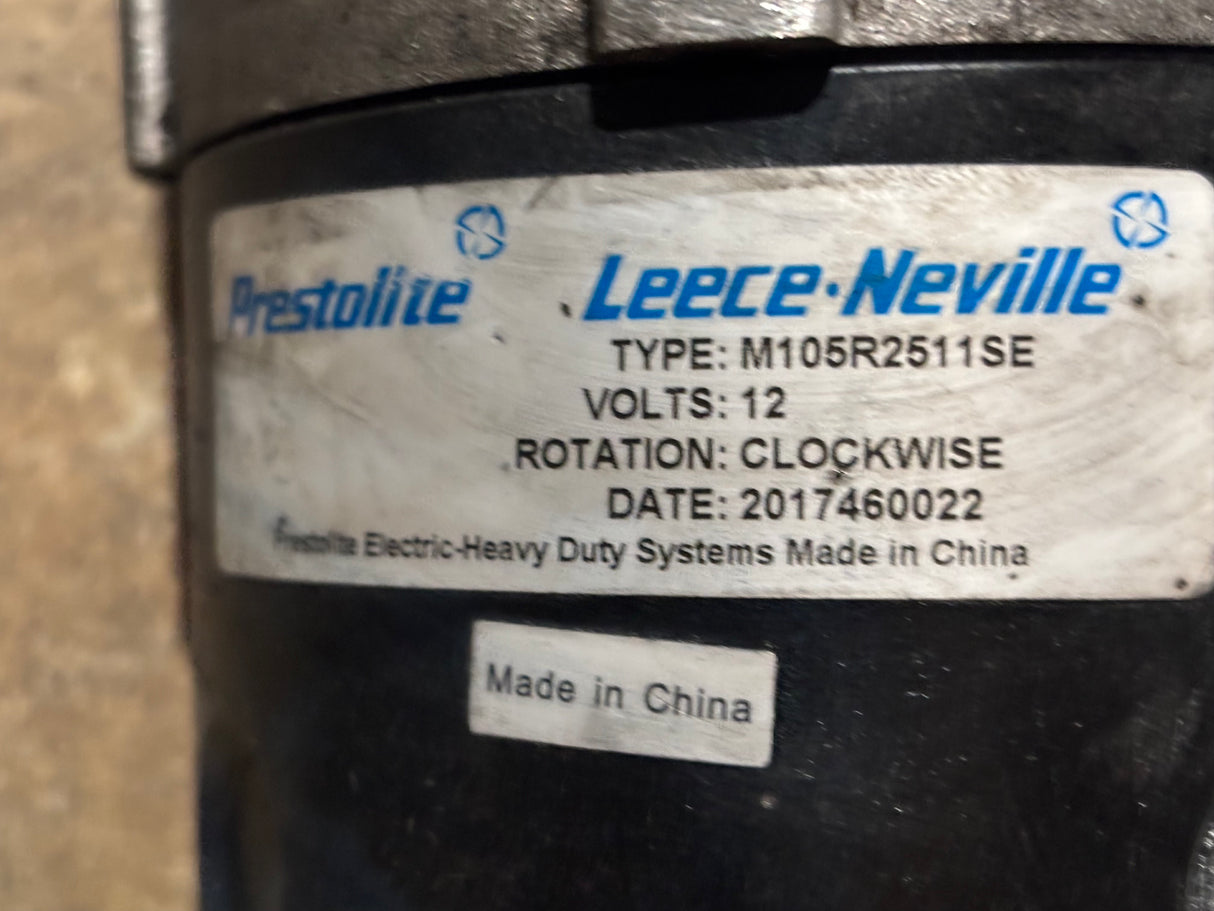 Prestolite Leece·Neville
TYPE: M105R2511SE
VOLTS: 12
ROTATION: CLOCKWISE
DATE: 2017460022
Prestolite Electric-Heavy Duty Systems Made in China
Made in China